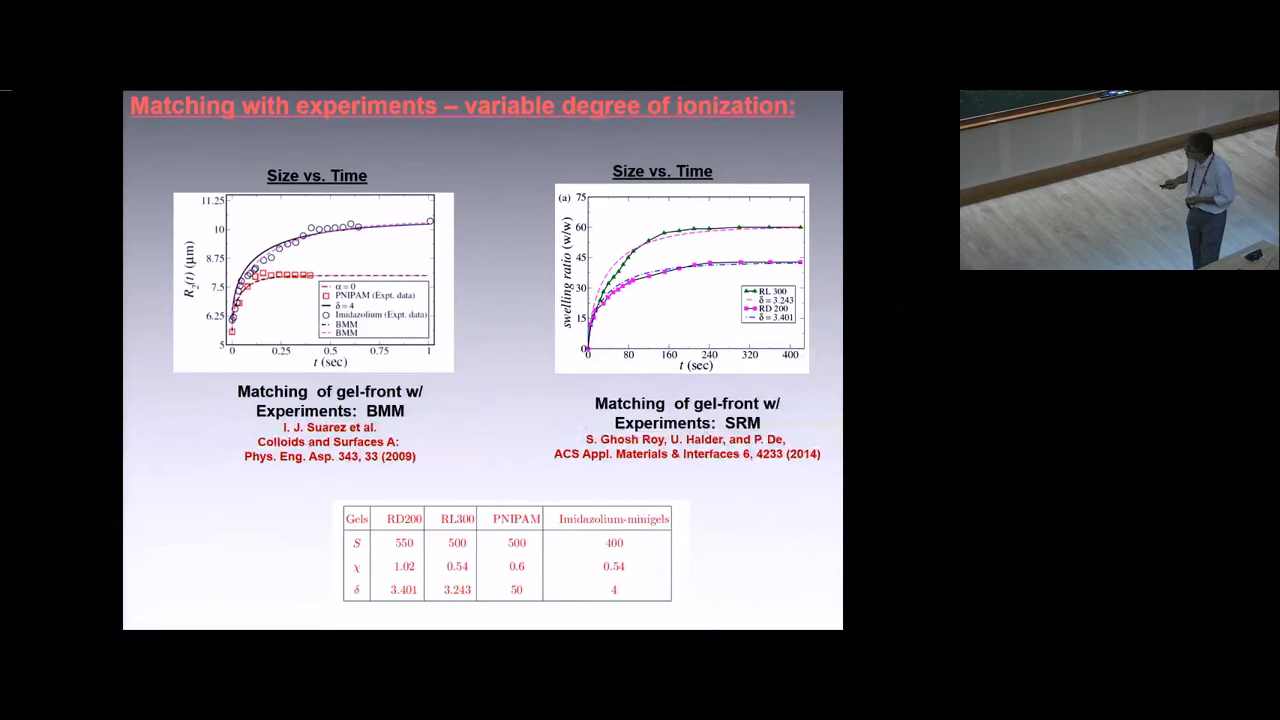 Matching with experiments – variable degree of ionization:
Size vs. Time
11.25
10
8.75
7.5
6.25
5
R2(t) (μm)
α = 0
PNIPAM (Expt. data)
δ = 4
Imidazolium (Expt. data)
BMM
BMM
0 0.25 0.5 0.75 1
t (sec)
Matching of gel-front w/
Experiments: BMM
I. J. Suarez et al.
Colloids and Surfaces A:
Phys. Eng. Asp. 343, 33 (2009)
Size vs. Time
(a)
75
60
45
30
15
0
swelling ratio (w/w)
RL 300
δ = 3.243
RD 200
δ = 3.401
0 80 160 240 320 400
t (sec)
Matching of gel-front w/
Experiments: SRM
S. Ghosh Roy, U. Halder, and P. De,
ACS Appl. Materials & Interfaces 6, 4233 (2014)
Gels RD200 RL300 PNIPAM Imidazolium-minigels
S 550 500 500 400
χ 1.02 0.54 0.6 0.54
δ 3.401 3.243 50 4